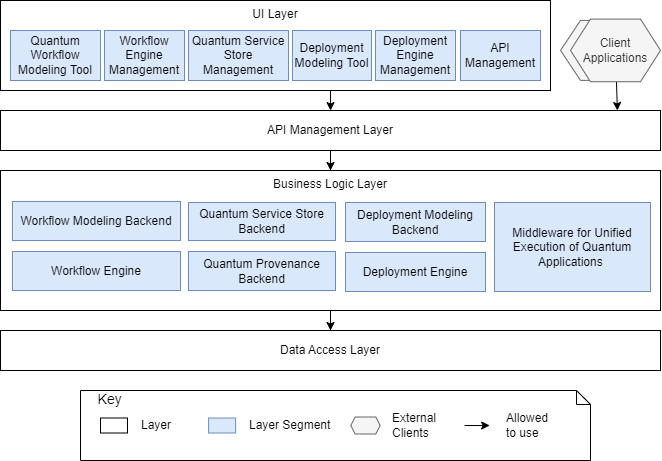 UI Layer
Quantum
Workflow
Modeling Tool
Workflow
Engine
Management
Quantum Service
Store
Management
Deployment
Modeling Tool
Deployment
Engine
Management
API
Management
Client
Applications
API Management Layer
Business Logic Layer
Workflow Modeling Backend
Quantum Service Store
Backend
Deployment Modeling
Backend
Middleware for Unified
Execution of Quantum
Applications
Workflow Engine
Quantum Provenance
Backend
Deployment Engine
Data Access Layer
Key
Layer
Layer Segment
External
Clients
Allowed
to use